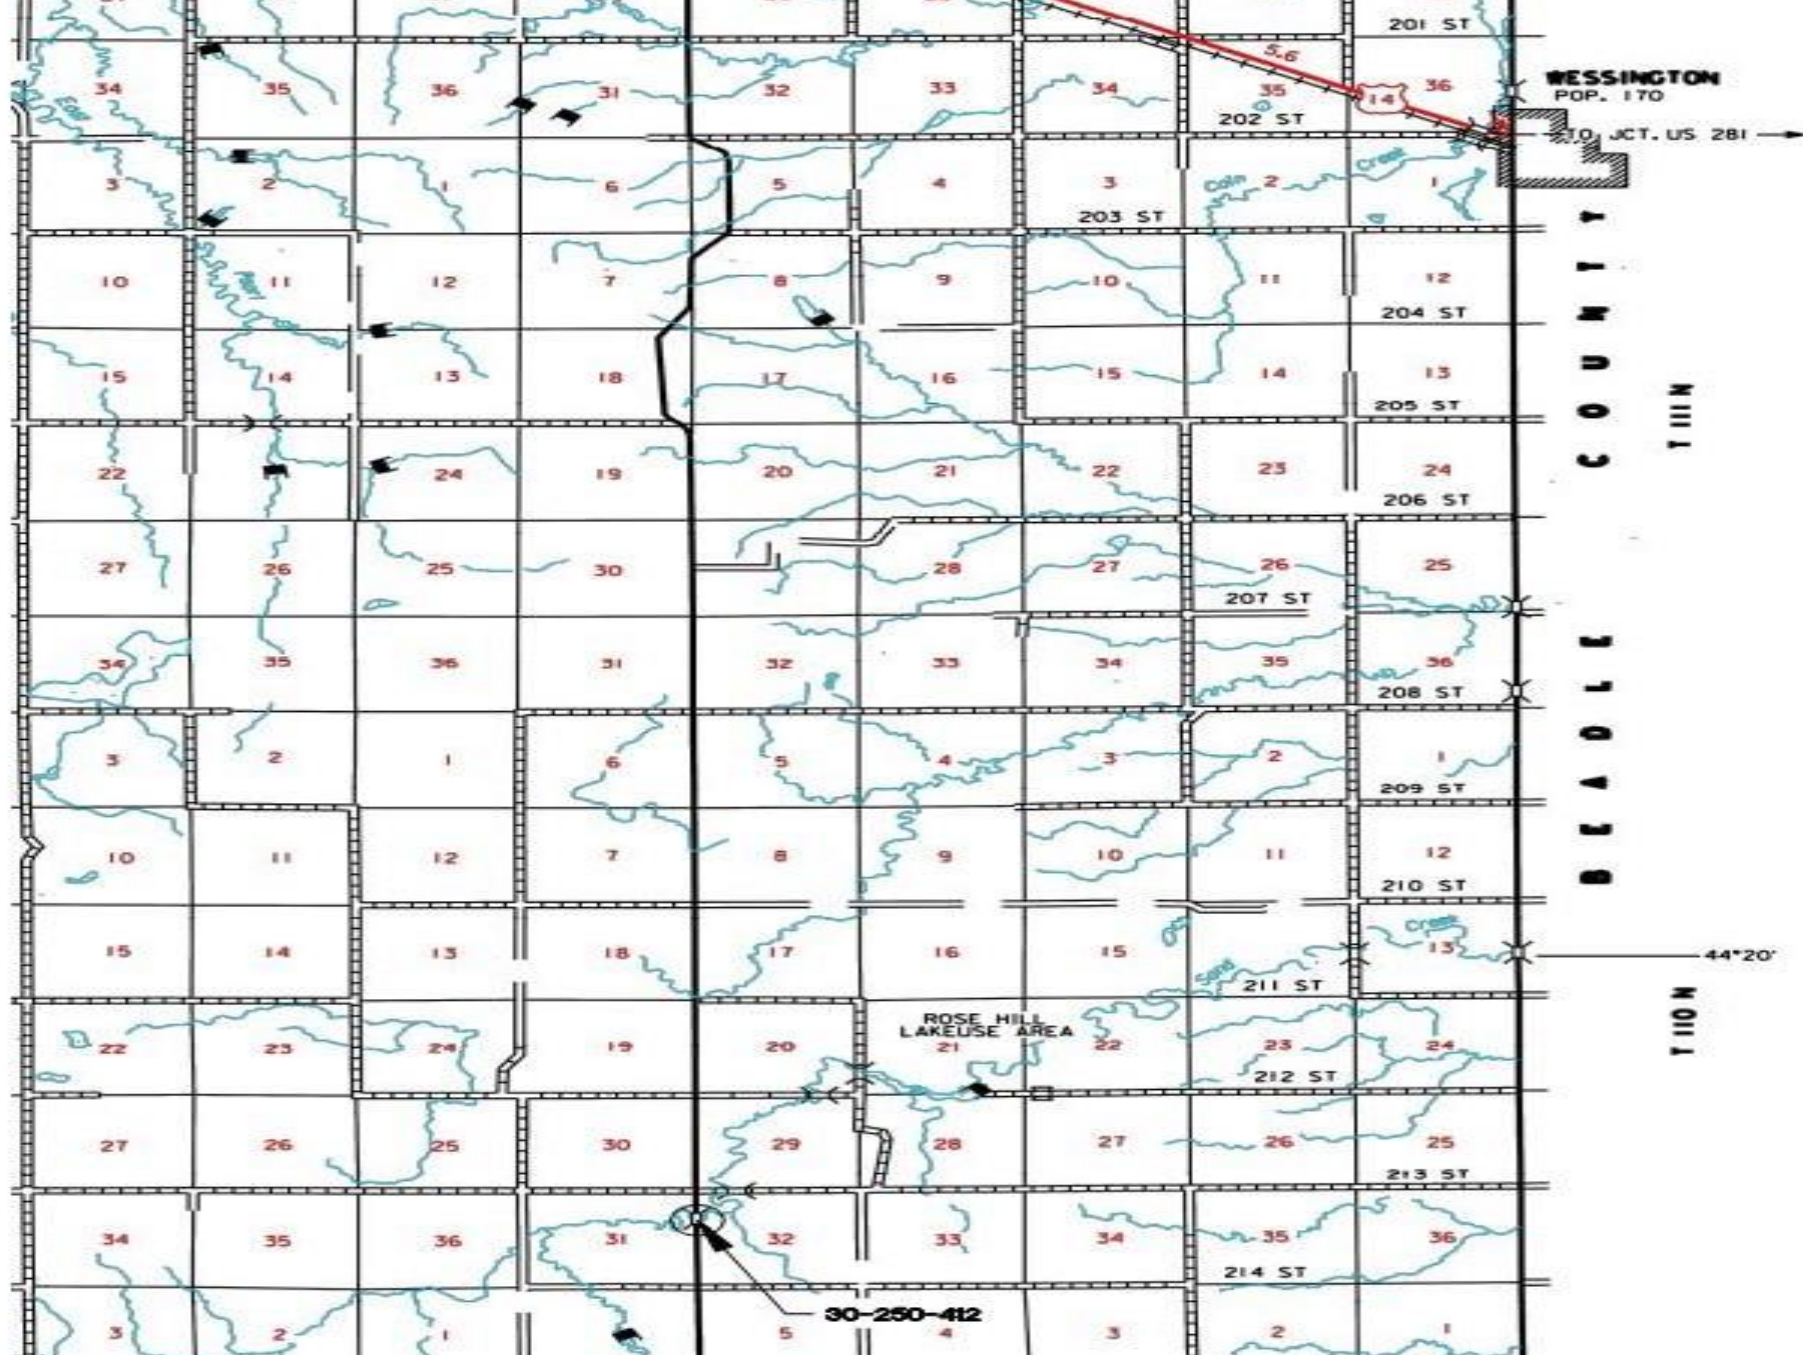 201 ST
5.6
34 35 36 31 32 33 34 35 14 36
WESSINGTON
POP. 170
East
202 ST
TO JCT. US 281
Creek
Cain
3 2 1 6 5 4 3 2 1
203 ST
10 11 12 7 8 9 10 11 12
204 ST
15 14 13 18 17 16 15 14 13
205 ST
T 111 N
22 24 19 20 21 22 23 24
206 ST
27 26 25 30 28 27 26 25
207 ST
34 35 36 31 32 33 34 35 36
208 ST
3 2 1 6 5 4 3 2 1
209 ST
10 11 12 7 8 9 10 11 12
210 ST
Creek
15 14 13 18 17 16 15 13
44°20'
Sand
211 ST
ROSE HILL
LAKEUSE AREA
T 110 N
22 23 24 19 20 21 22 23 24
212 ST
27 26 25 30 29 28 27 26 25
213 ST
34 35 36 31 32 33 34 35 36
214 ST
30-250-412
3 2 1 5 4 3 2 1
BEADLE COUNTY